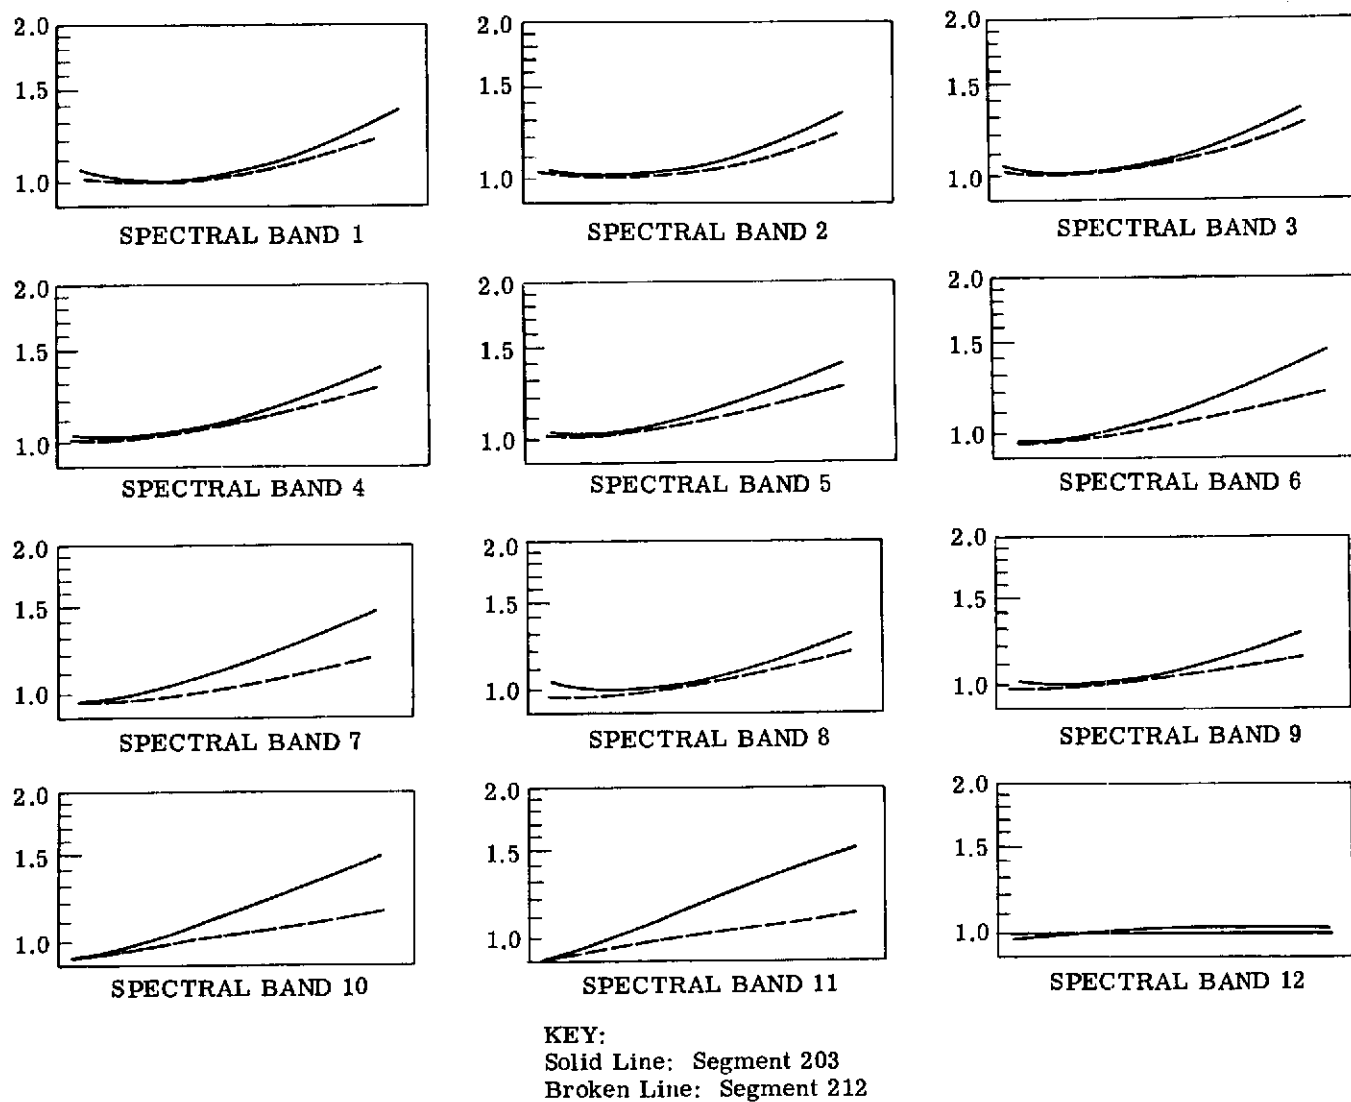 2.0 2.0 2.0
1.5 1.5 1.5
1.0 1.0 1.0
SPECTRAL BAND 1 SPECTRAL BAND 2 SPECTRAL BAND 3
2.0 2.0 2.0
1.5 1.5 1.5
1.0 1.0 1.0
SPECTRAL BAND 4 SPECTRAL BAND 5 SPECTRAL BAND 6
2.0 2.0 2.0
1.5 1.5 1.5
1.0 1.0 1.0
SPECTRAL BAND 7 SPECTRAL BAND 8 SPECTRAL BAND 9
2.0 2.0 2.0
1.5 1.5 1.5
1.0 1.0 1.0
SPECTRAL BAND 10 SPECTRAL BAND 11 SPECTRAL BAND 12
KEY:
Solid Line: Segment 203
Broken Line: Segment 212